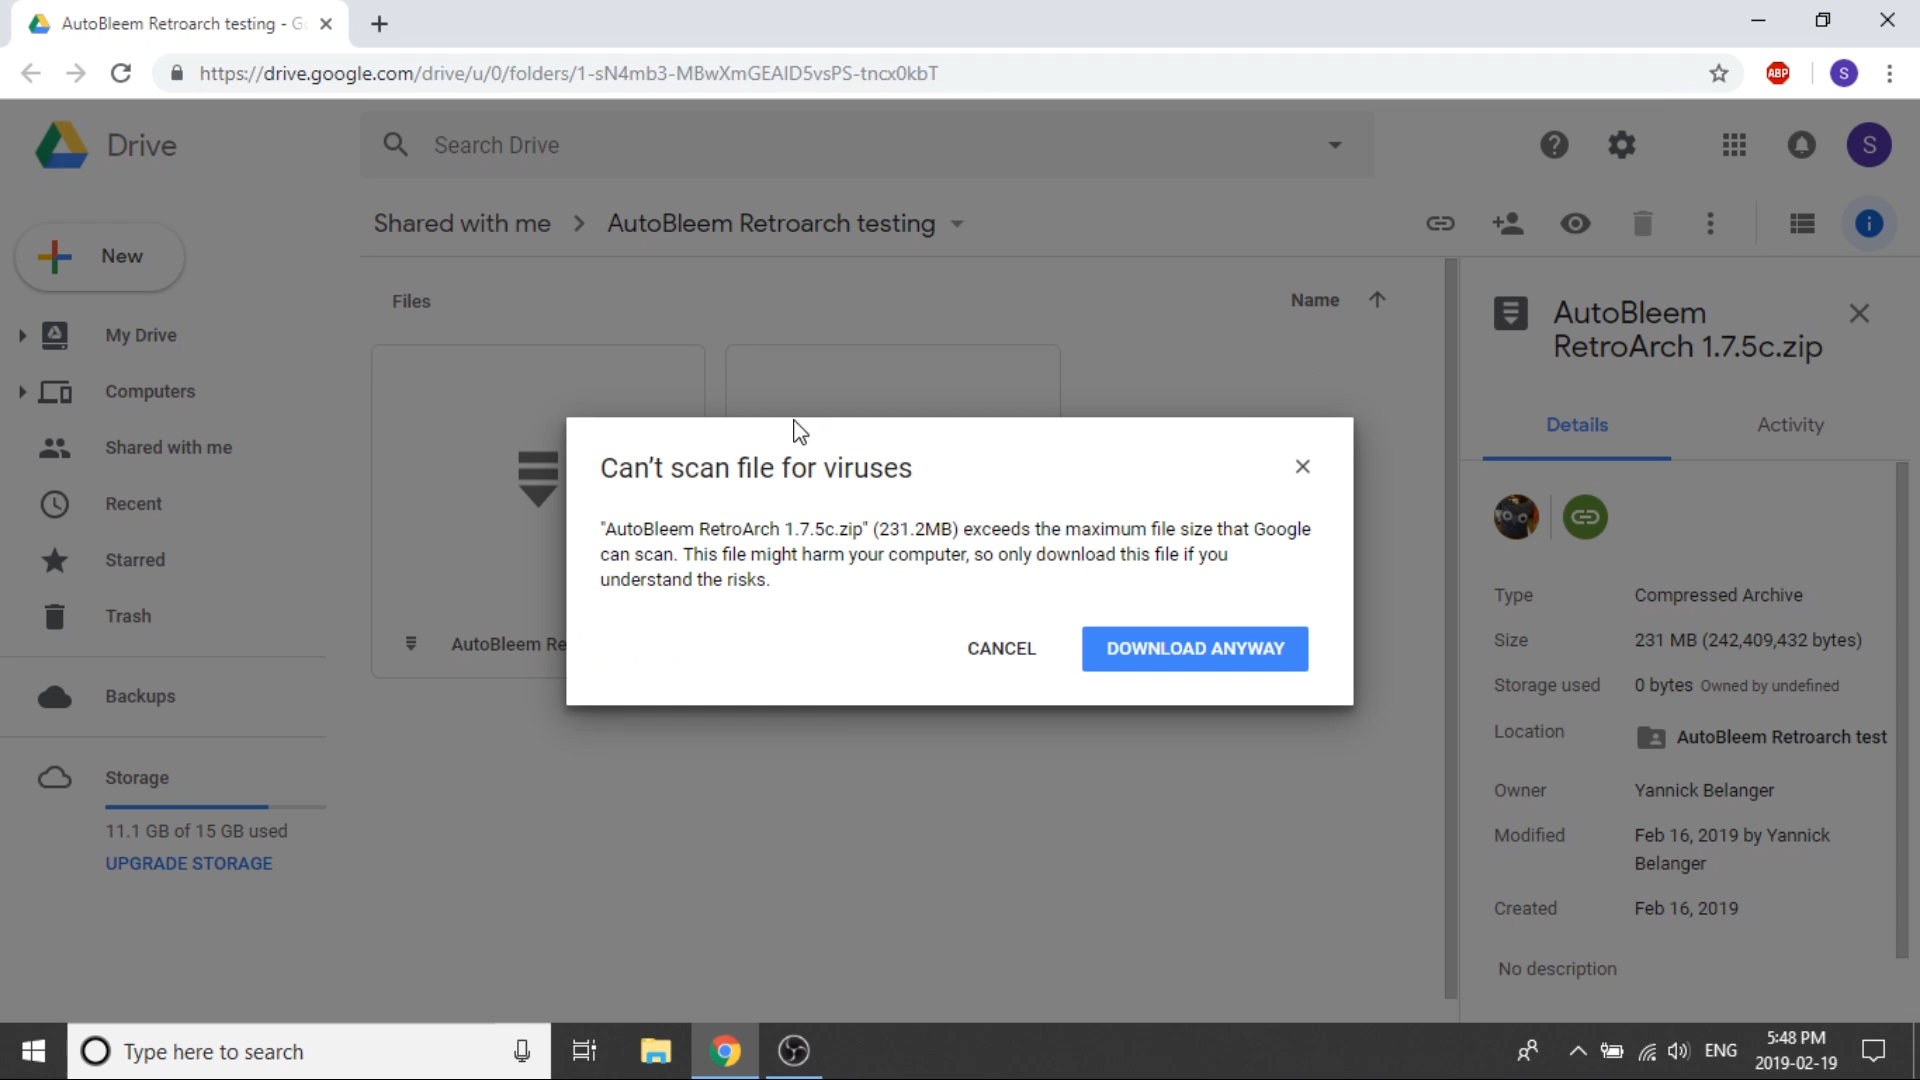 AutoBleem Retroarch testing - G
https://drive.google.com/drive/u/0/folders/1-sN4mb3-MBwXmGEAID5vsPS-tncx0kbT
ABP
S
Drive
Search Drive
S
Shared with me > AutoBleem Retroarch testing
New
My Drive
Computers
Shared with me
Recent
Starred
Trash
Backups
Storage
11.1 GB of 15 GB used
UPGRADE STORAGE
Files
Name
AutoBleem Re
Can't scan file for viruses
"AutoBleem RetroArch 1.7.5c.zip" (231.2MB) exceeds the maximum file size that Google
can scan. This file might harm your computer, so only download this file if you
understand the risks.
CANCEL
DOWNLOAD ANYWAY
AutoBleem
RetroArch 1.7.5c.zip
Details
Activity
Type Compressed Archive
Size 231 MB (242,409,432 bytes)
Storage used 0 bytes Owned by undefined
Location AutoBleem Retroarch test
Owner Yannick Belanger
Modified Feb 16, 2019 by Yannick
Belanger
Created Feb 16, 2019
No description
Type here to search
ENG
5:48 PM
2019-02-19